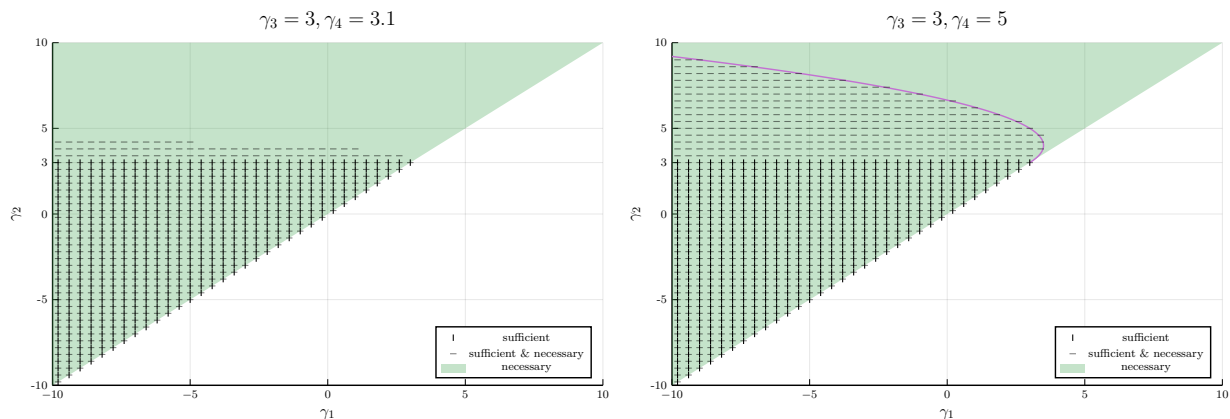 γ₃ = 3, γ₄ = 3.1
10
5
3
0
-5
-10
γ₂
−10
−5
0
5
10
γ₁
sufficient
sufficient & necessary
necessary
γ₃ = 3, γ₄ = 5
10
5
3
0
-5
-10
γ₂
−10
−5
0
5
10
γ₁
sufficient
sufficient & necessary
necessary